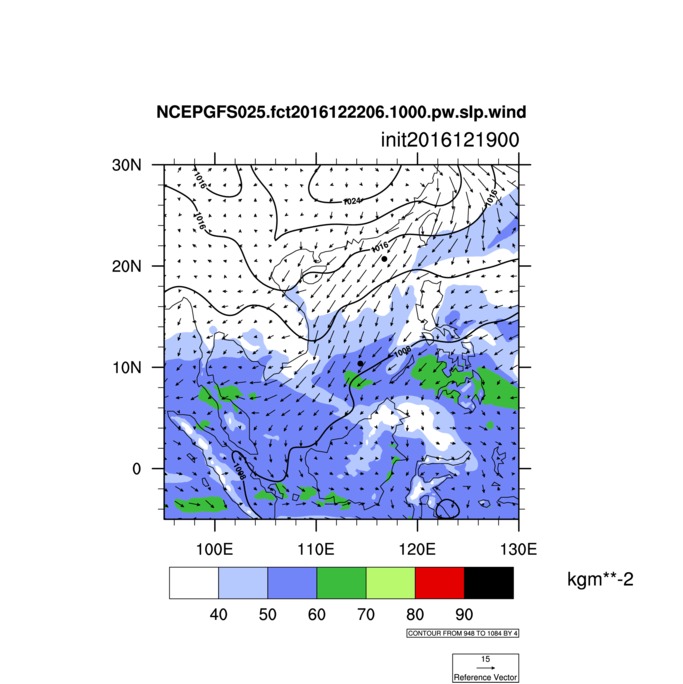 NCEPGFS025.fct2016122206.1000.pw.slp.wind
init2016121900
30N
20N
10N
0
1016
1016
1024
1016
1016
1008
1008
100E 110E 120E 130E
kgm**-2
40 50 60 70 80 90
CONTOUR FROM 948 TO 1084 BY 4
15
Reference Vector